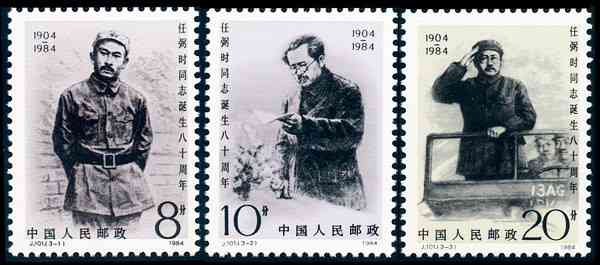 1904
1984
任弼时同志诞生八十周年
中国人民邮政
8分
J.101.(3-1)
1984
1904
1984
任弼时同志诞生八十周年
10分
中国人民邮政
J.101.(3-2)
1984
1904
1984
任弼时同志诞生八十周年
13AG
中国人民邮政
20分
J.101.(3-3)
1984